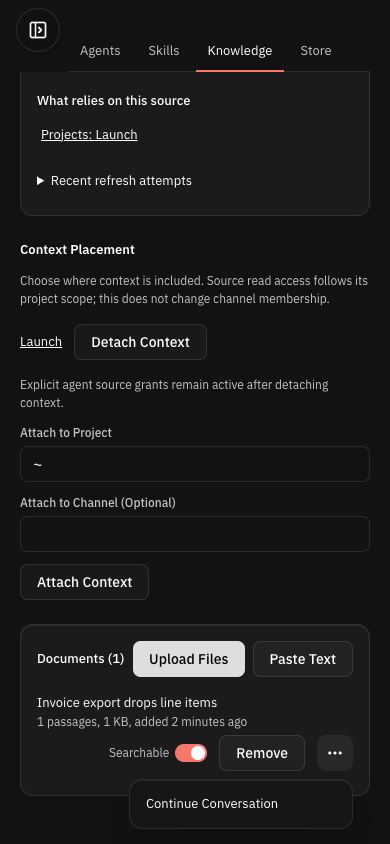 Agents Skills Knowledge Store
What relies on this source
Projects: Launch
▶ Recent refresh attempts
Context Placement
Choose where context is included. Source read access follows its
project scope; this does not change channel membership.
Launch Detach Context
Explicit agent source grants remain active after detaching
context.
Attach to Project
~
Attach to Channel (Optional)
Attach Context
Documents (1) Upload Files Paste Text
Invoice export drops line items
1 passages, 1 KB, added 2 minutes ago
Searchable Remove ...
Continue Conversation